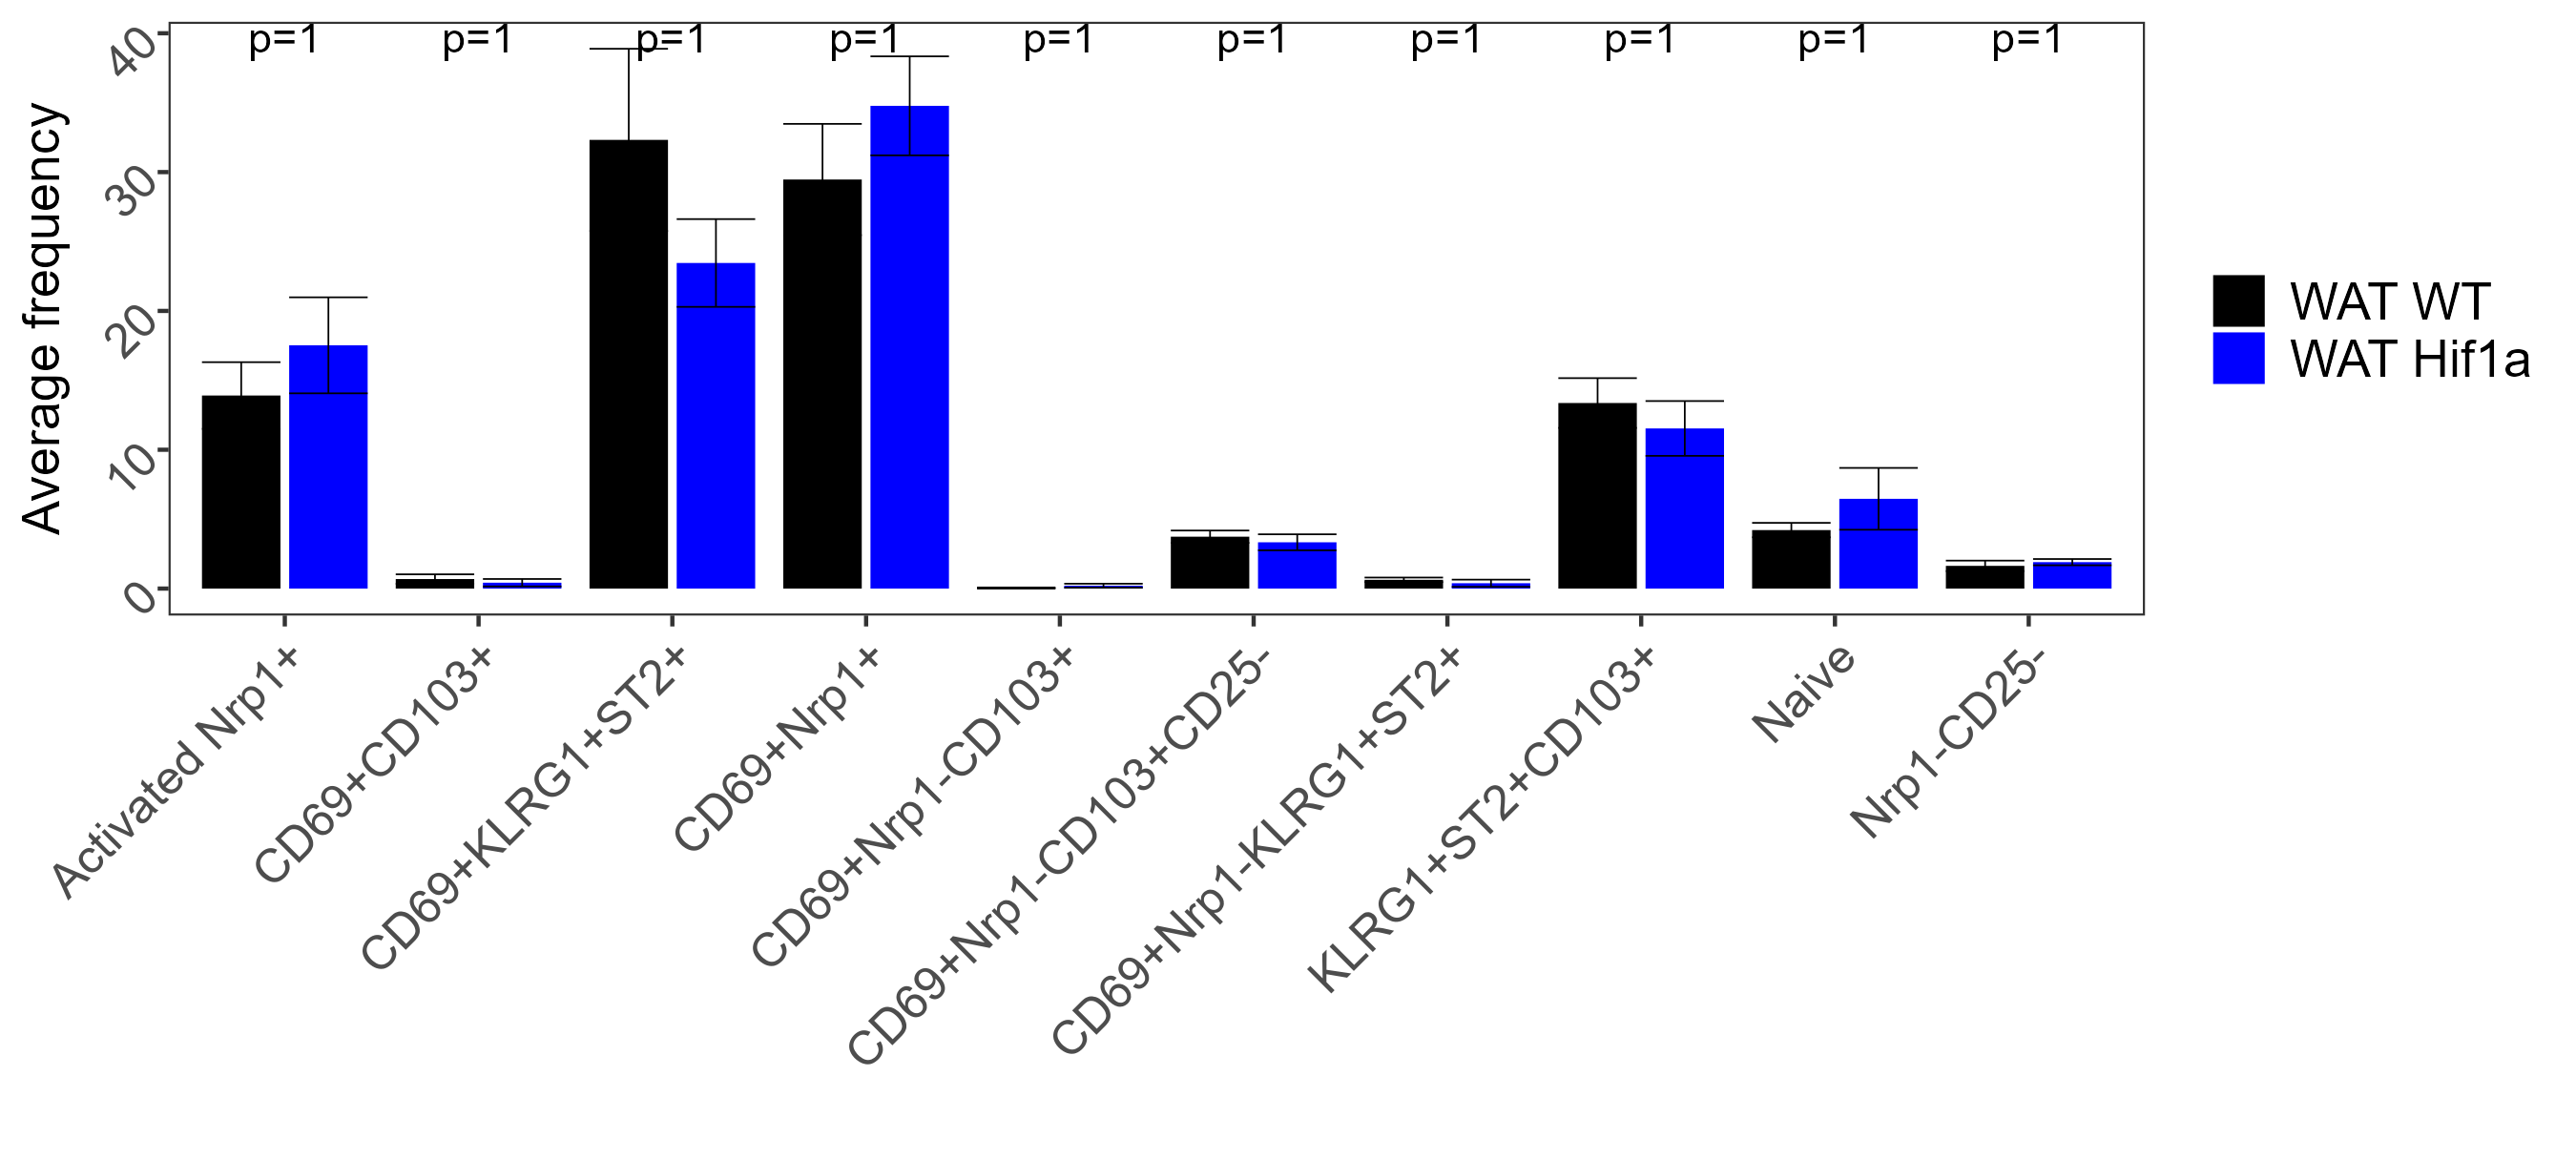 p=1 p=1 p=1 p=1 p=1 p=1 p=1 p=1 p=1 p=1
Average frequency
40
30
20
10
0
WAT WT
WAT Hif1a
Activated Nrp1+
CD69+CD103+
CD69+KLRG1+ST2+
CD69+Nrp1+
CD69+Nrp1-CD103+
CD69+Nrp1-CD103+CD25-
CD69+Nrp1-KLRG1+ST2+
KLRG1+ST2+CD103+
Naive
Nrp1-CD25-